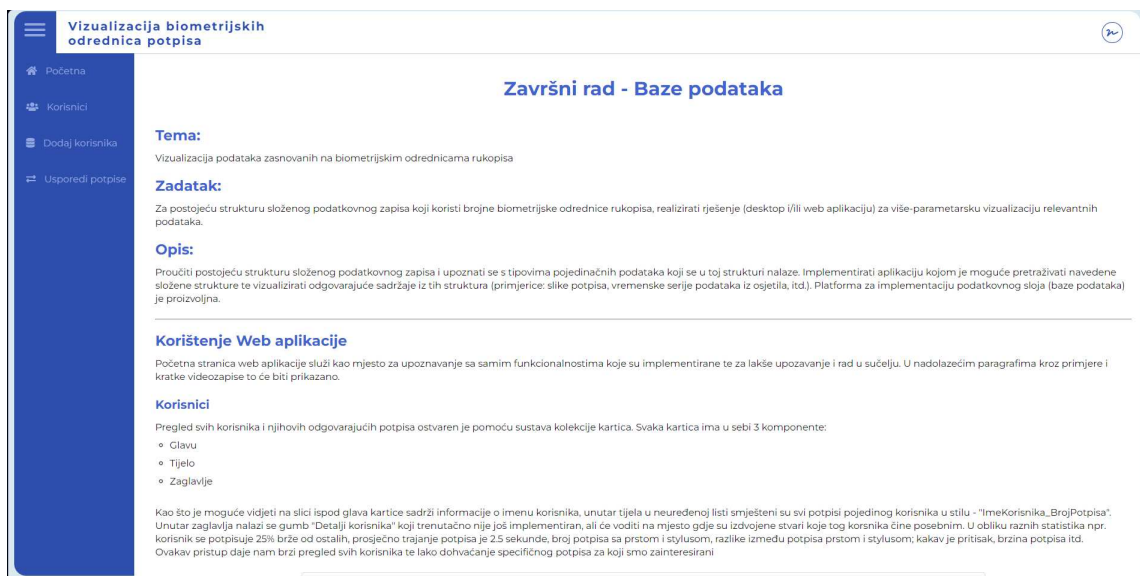 Vizualizacija biometrijskih
odrednica potpisa
Početna
Korisnici
Dodaj korisnika
Usporedi potpise
Završni rad - Baze podataka
Tema:
Vizualizacija podataka zasnovanih na biometrijskim odrednicama rukopisa
Zadatak:
Za postojeću strukturu složenog podatkovnog zapisa koji koristi brojne biometrijske odrednice rukopisa, realizirati rješenje (desktop i/ili web aplikaciju) za više-parametarsku vizualizaciju relevantnih
podataka.
Opis:
Proučiti postojeću strukturu složenog podatkovnog zapisa i upoznati se s tipovima pojedinačnih podataka koji se u toj strukturi nalaze. Implementirati aplikaciju kojom je moguće pretraživati navedene
složene strukture te vizualizirati odgovarajuće sadržaje iz tih struktura (primjerice: slike potpisa, vremenske serije podataka iz osjetila, itd.). Platforma za implementaciju podatkovnog sloja (baze podataka)
je proizvoljna.
Korištenje Web aplikacije
Početna stranica web aplikacije služi kao mjesto za upoznavanje sa samim funkcionalnostima koje su implementirane te za lakše upozavanje i rad u sučelju. U nadolazećim paragrafima kroz primjere i
kratke videozapise to će biti prikazano.
Korisnici
Pregled svih korisnika i njihovih odgovarajućih potpisa ostvaren je pomoću sustava kolekcije kartica. Svaka kartica ima u sebi 3 komponente:
Glavu
Tijelo
Zaglavlje
Kao što je moguće vidjeti na slici ispod glava kartice sadrži informacije o imenu korisnika, unutar tijela u neuređenoj listi smješteni su svi potpisi pojedinog korisnika u stilu - "ImeKorisnika_BrojPotpisa".
Unutar zaglavlja nalazi se gumb "Detalji korisnika" koji trenutačno nije još implementiran, ali će voditi na mjesto gdje su izdvojene stvari koje tog korsnika čine posebnim. U obliku raznih statistika npr.
korisnik se potpisuje 25% brže od ostalih, prosječno trajanje potpisa je 2.5 sekunde, broj potpisa sa prstom i stylusom, razlike između potpisa prstom i stylusom; kakav je pritisak, brzina potpisa itd.
Ovakav pristup daje nam brzi pregled svih korisnika te lako dohvaćanje specifičnog potpisa za koji smo zainteresirani